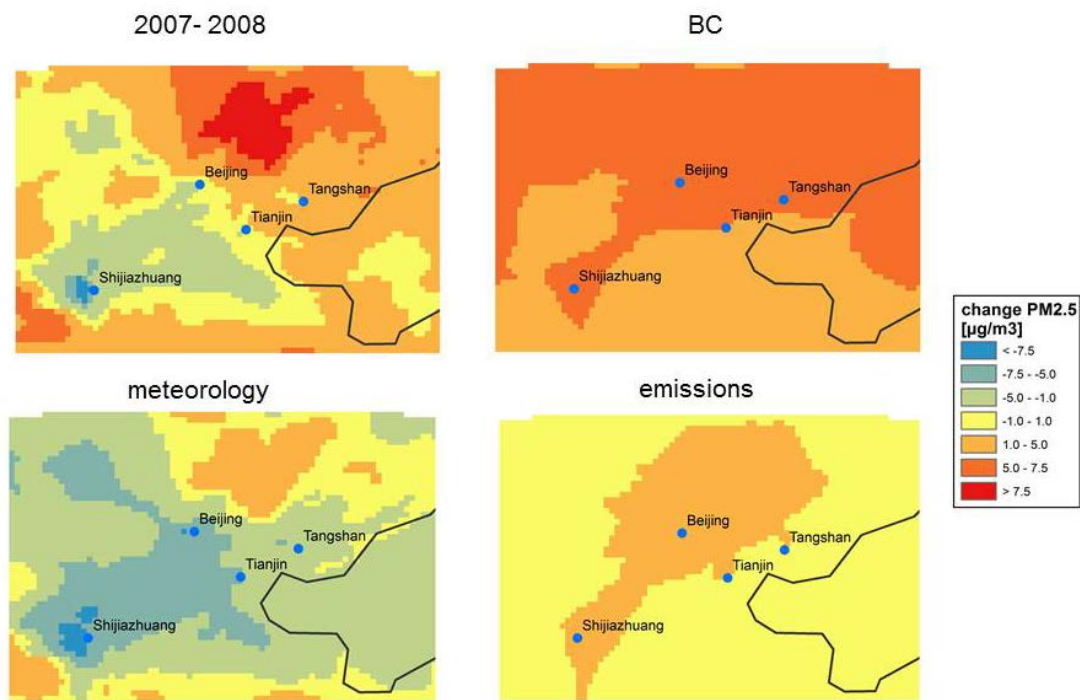 2007- 2008
BC
Beijing
Tangshan
Tianjin
Shijiazhuang
Beijing
Tangshan
Tianjin
Shijiazhuang
change PM2.5
[µg/m3]
< -7.5
-7.5 - -5.0
-5.0 - -1.0
-1.0 - 1.0
1.0 - 5.0
5.0 - 7.5
> 7.5
meteorology
emissions
Beijing
Tangshan
Tianjin
Shijiazhuang
Beijing
Tangshan
Tianjin
Shijiazhuang